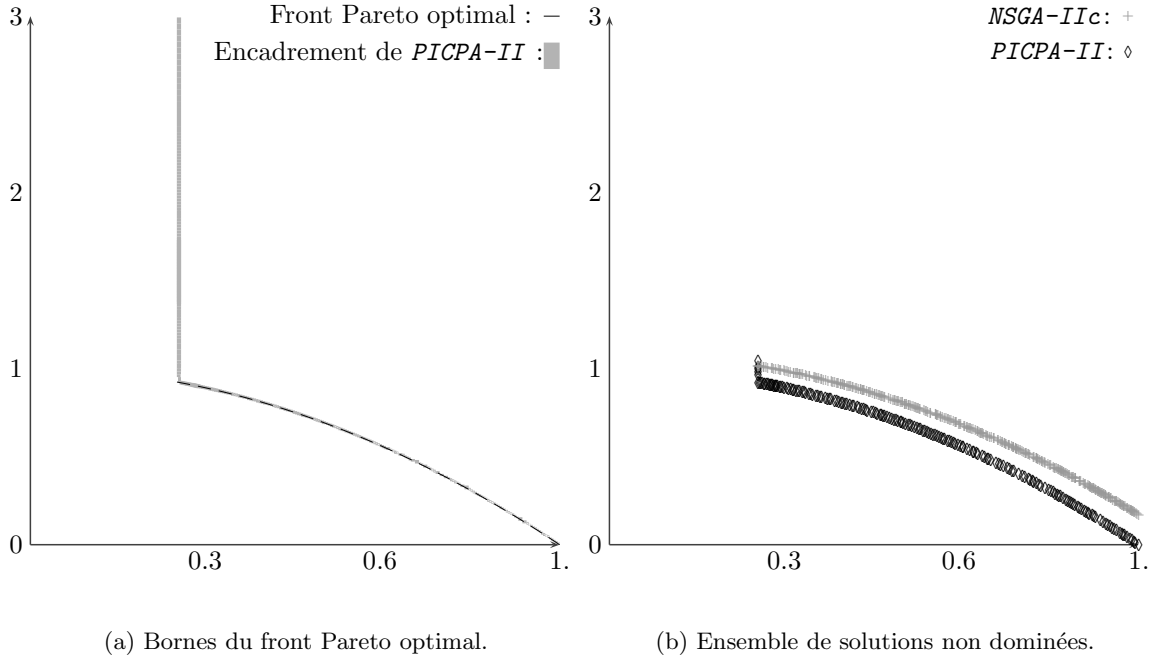 3
2
1
0
0.3
0.6
1.
Front Pareto optimal : –
Encadrement de PICPA-II :
(a) Bornes du front Pareto optimal.
3
2
1
0
0.3
0.6
1.
NSGA-IIc: +
PICPA-II: ◊
(b) Ensemble de solutions non dominées.